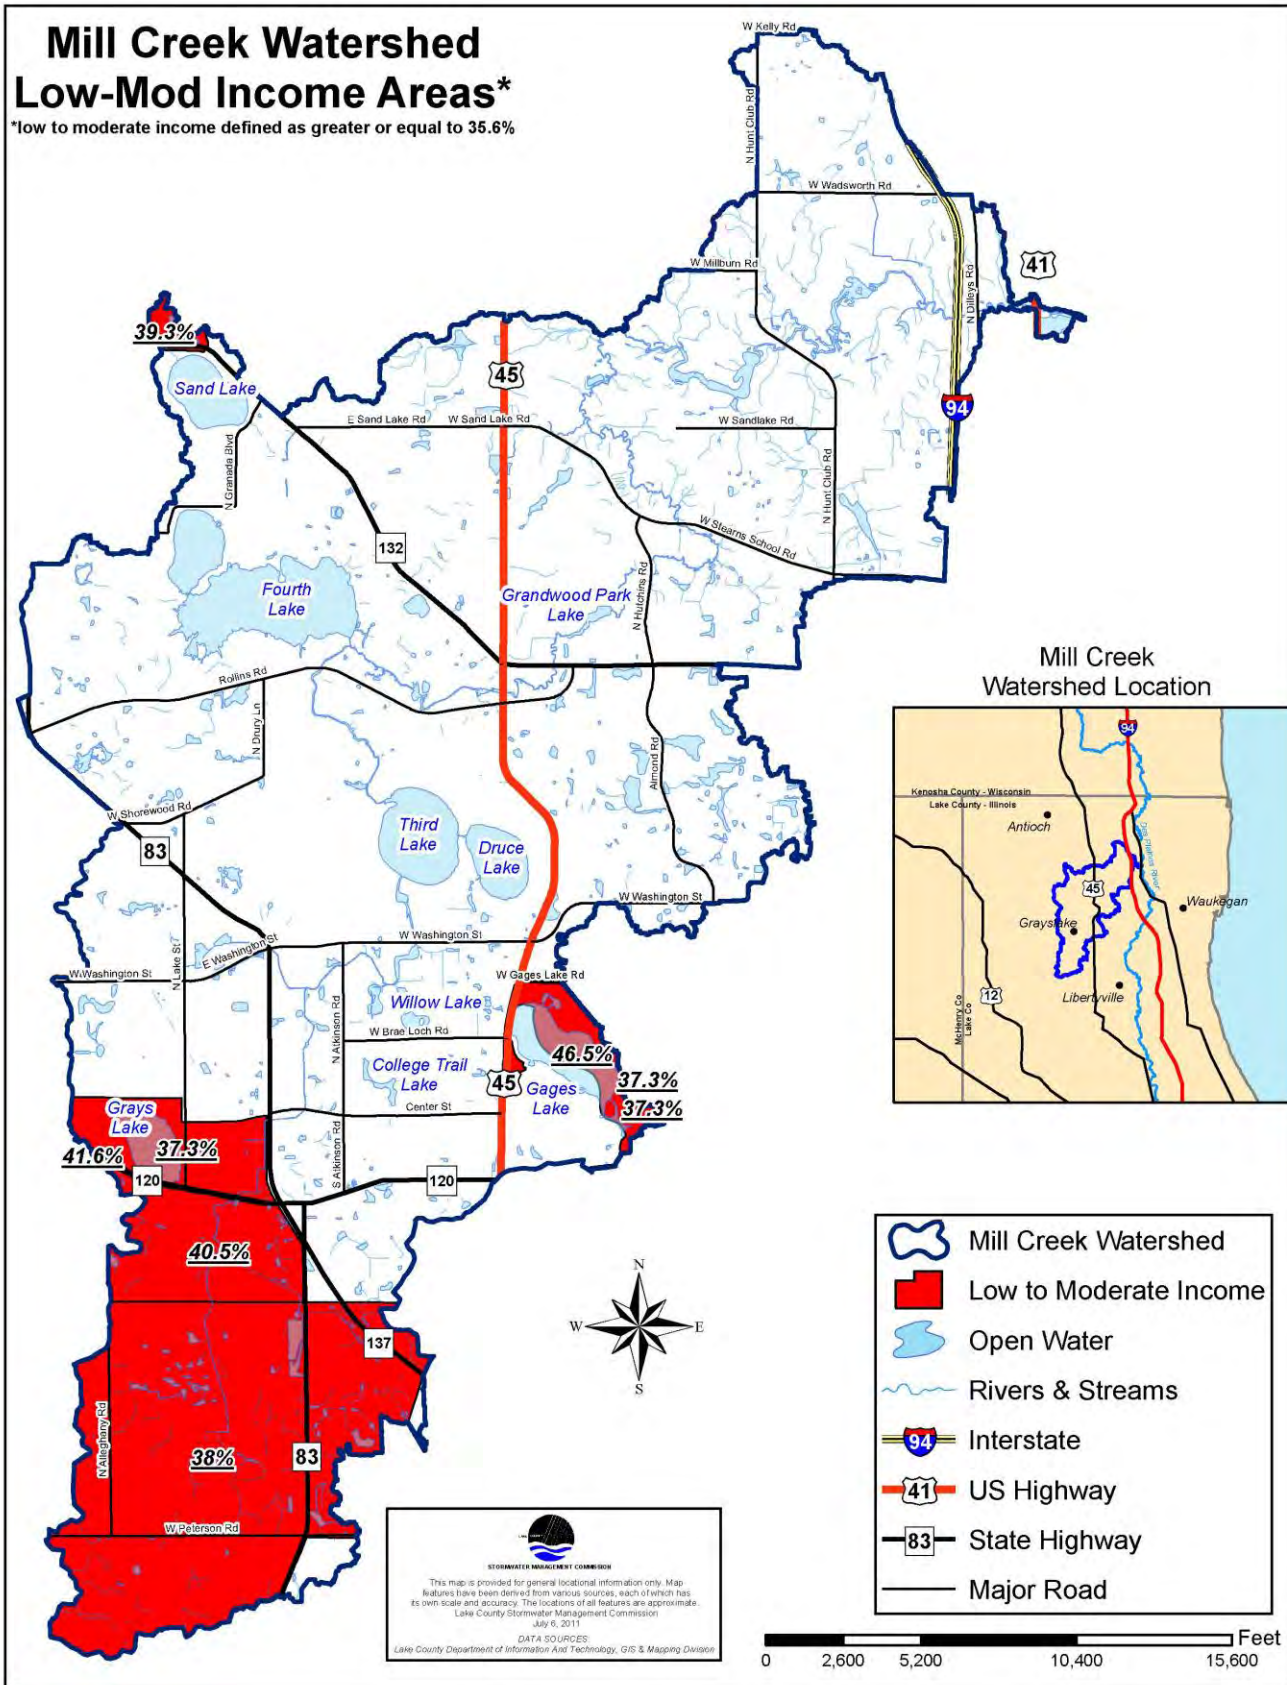 Mill Creek Watershed
Low-Mod Income Areas*
*low to moderate income defined as greater or equal to 35.6%
W Kelly Rd
N Hunt Club Rd
W Wadsworth Rd
W Millburn Rd
N Dilleys Rd
41
39.3%
Sand Lake
45
94
E Sand Lake Rd
W Sand Lake Rd
W Sandlake Rd
N Granada Blvd
N Hunt Club Rd
W Stearns School Rd
132
N Hutchins Rd
Fourth
Lake
Grandwood Park
Lake
Rollins Rd
N Drury Ln
Almond Rd
W Shorewood Rd
83
Third
Lake
Druce
Lake
W Washington St
W Washington St
E Washington St
W Washington St
N Lake St
W Gages Lake Rd
Willow Lake
N Atkinson Rd
W Brae Loch Rd
46.5%
College Trail
Lake
45
Gages
Lake
37.3%
37.3%
Center St
Grays
Lake
37.3%
41.6%
S Atkinson Rd
120
120
40.5%
137
N Alleghany Rd
38%
83
W Peterson Rd
Mill Creek
Watershed Location
94
Kenosha County - Wisconsin
Lake County - Illinois
Antioch
Des Plaines River
45
Waukegan
Grayslake
Libertyville
12
McHenry Co
Lake Co
N
W
E
S
Mill Creek Watershed
Low to Moderate Income
Open Water
Rivers & Streams
94
Interstate
41
US Highway
83
State Highway
Major Road
STORMWATER MANAGEMENT COMMISSION
This map is provided for general locational information only. Map
features have been derived from various sources, each of which has
its own scale and accuracy. The locations of all features are approximate.
Lake County Stormwater Management Commission
July 6, 2011
DATA SOURCES:
Lake County Department of Information And Technology, GIS & Mapping Division
Feet
0 2,600 5,200 10,400 15,600